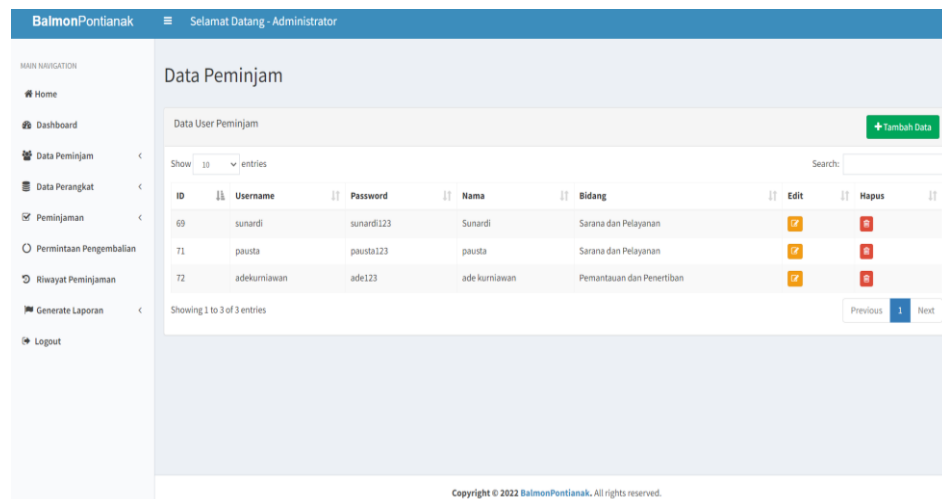 BalmonPontianak
Selamat Datang - Administrator
MAIN NAVIGATION
Home
Dashboard
Data Peminjam
Data Perangkat
Peminjaman
Permintaan Pengembalian
Riwayat Peminjaman
Generate Laporan
Logout
Data Peminjam
Data User Peminjam
+Tambah Data
Show 10 entries Search:
ID Username Password Nama Bidang Edit Hapus
69 sunardi sunardi123 Sunardi Sarana dan Pelayanan
71 pausta pausta123 pausta Sarana dan Pelayanan
72 adekurniawan ade123 ade kurniawan Pemantauan dan Penertiban
Showing 1 to 3 of 3 entries
Previous 1 Next
Copyright © 2022 BalmonPontianak. All rights reserved.